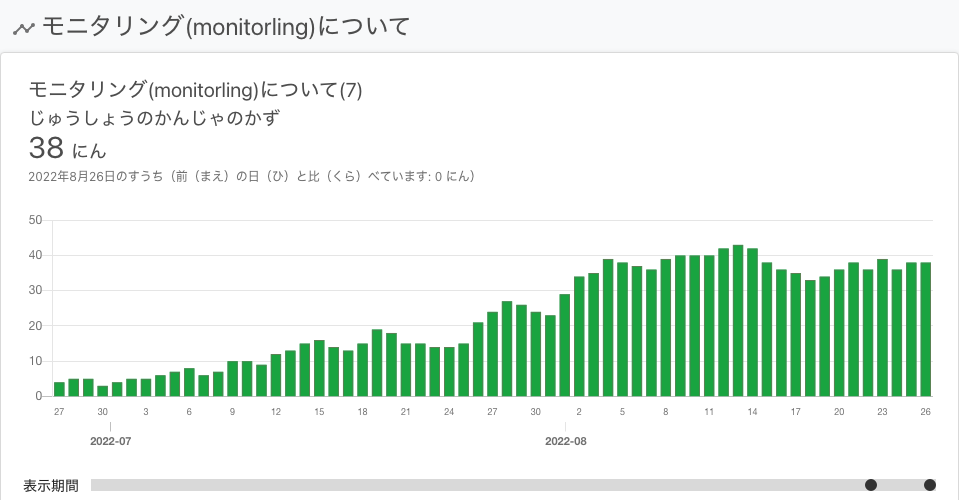 モニタリング(monitorling)について
モニタリング(monitorling)について(7)
じゅうしょうのかんじゃのかず
38 にん
2022年8月26日のすうち（前（まえ）の日（ひ）と比（くら）べています: 0 にん）
50
40
30
20
10
0
27 30 3 6 9 12 15 18 21 24 27 30 2 5 8 11 14 17 20 23 26
2022-07 2022-08
表示期間